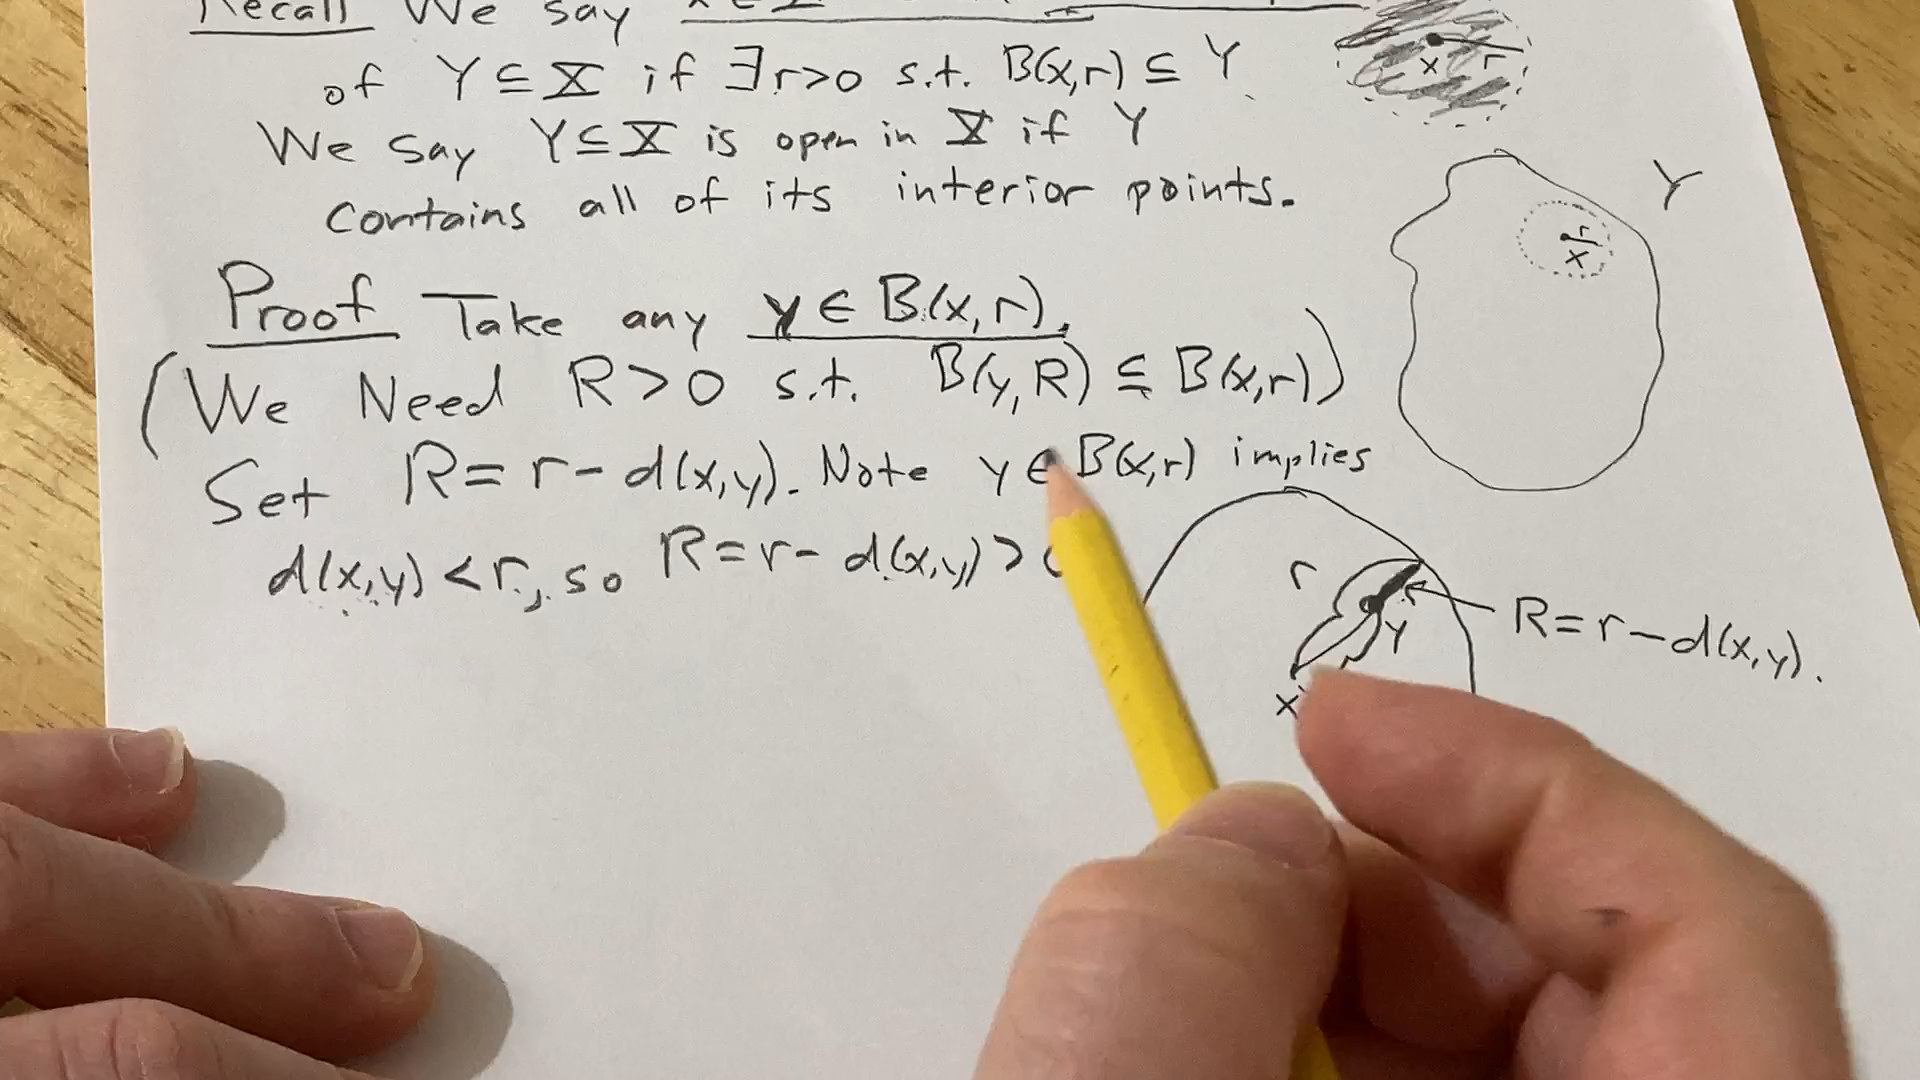 Recall We say
of Y ⊆ X if ∃ r>0 s.t. B(x,r) ⊆ Y
We say Y ⊆ X is open in X if Y
contains all of its interior points.
Proof Take any y ∈ B(x,r).
(We Need R>0 s.t. B(y,R) ⊆ B(x,r))
Set R = r - d(x,y). Note y ∈ B(x,r) implies
d(x,y) < r, so R = r - d(x,y) >
x r
Y
r
x
r
y
x
R = r - d(x,y).